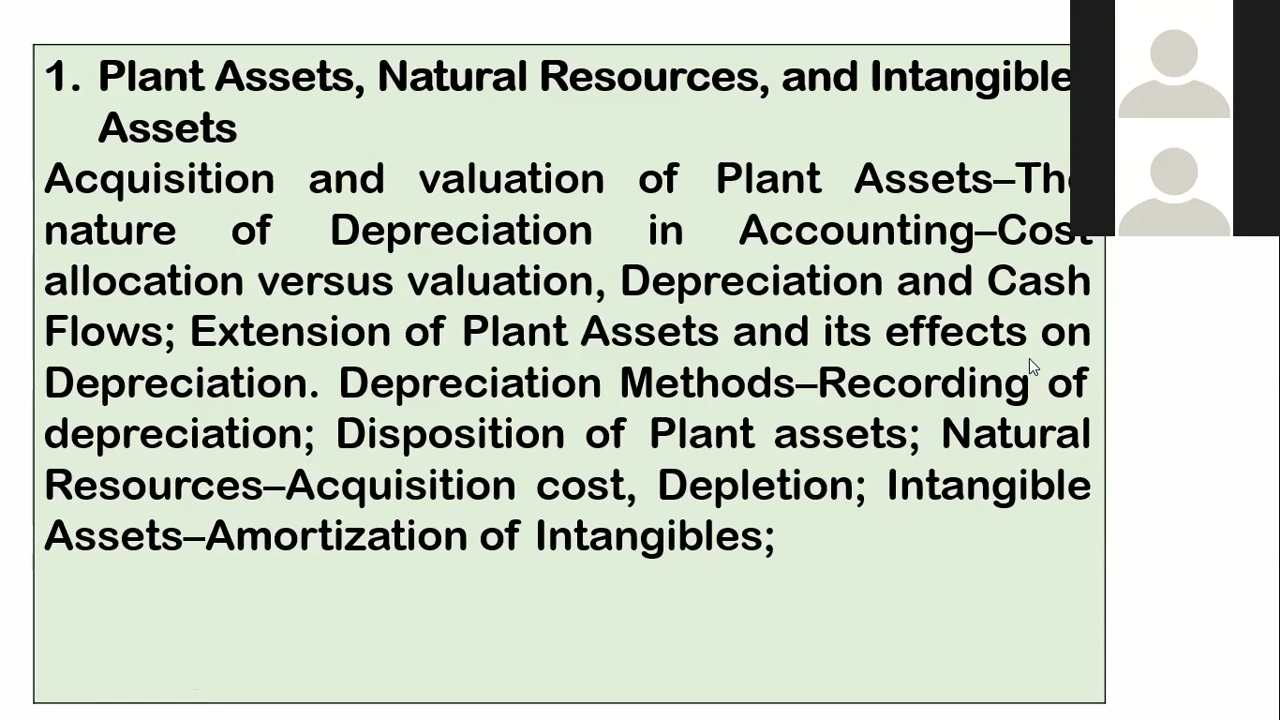 1. Plant Assets, Natural Resources, and Intangible
Assets
Acquisition and valuation of Plant Assets–The
nature of Depreciation in Accounting–Cost
allocation versus valuation, Depreciation and Cash
Flows; Extension of Plant Assets and its effects on
Depreciation. Depreciation Methods–Recording of
depreciation; Disposition of Plant assets; Natural
Resources–Acquisition cost, Depletion; Intangible
Assets–Amortization of Intangibles;